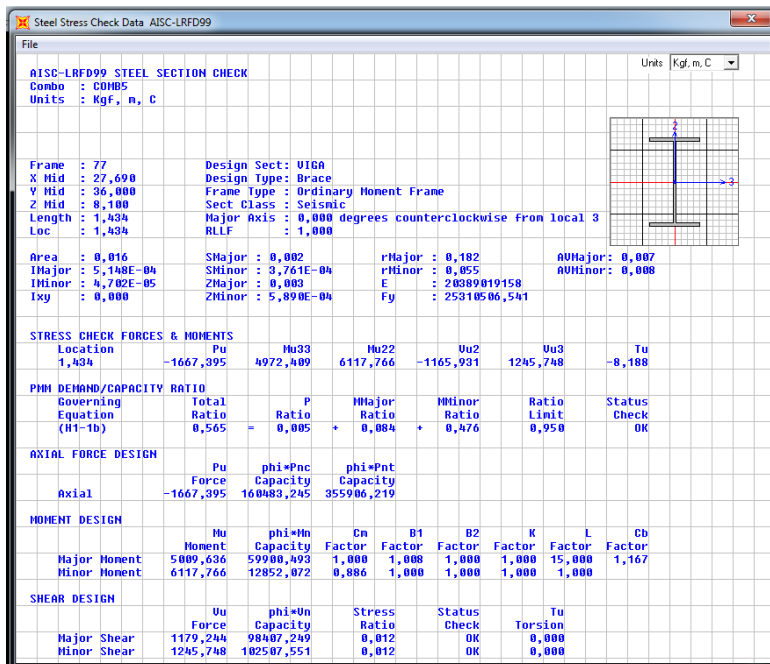 Steel Stress Check Data AISC-LRFD99
File
Units Kgf, m, C
AISC-LRFD99 STEEL SECTION CHECK
Combo : COMB5
Units : Kgf, m, C
2
3
Frame : 77 Design Sect: VIGA
X Mid : 27,690 Design Type: Brace
Y Mid : 36,000 Frame Type : Ordinary Moment Frame
Z Mid : 8,100 Sect Class : Seismic
Length : 1,434 Major Axis : 0,000 degrees counterclockwise from local 3
Loc : 1,434 RLLF : 1,000
Area : 0,016 SMajor : 0,002 rMajor : 0,182 AVMajor: 0,007
IMajor : 5,148E-04 SMinor : 3,761E-04 rMinor : 0,055 AVMinor: 0,008
IMinor : 4,702E-05 ZMajor : 0,003 E : 20389019158
Ixy : 0,000 ZMinor : 5,890E-04 Fy : 25310506,541
STRESS CHECK FORCES & MOMENTS
Location Pu Mu33 Mu22 Vu2 Vu3 Tu
1,434 -1667,395 4972,409 6117,766 -1165,931 1245,748 -8,188
PMM DEMAND/CAPACITY RATIO
Governing Total P MMajor MMinor Ratio Status
Equation Ratio Ratio Ratio Ratio Limit Check
(H1-1b) 0,565 = 0,005 + 0,084 + 0,476 0,950 OK
AXIAL FORCE DESIGN
Pu phi*Pnc phi*Pnt
Force Capacity Capacity
Axial -1667,395 160483,245 355906,219
MOMENT DESIGN
Mu phi*Mn Cm B1 B2 K L Cb
Moment Capacity Factor Factor Factor Factor Factor Factor
Major Moment 5009,636 59900,493 1,000 1,008 1,000 1,000 15,000 1,167
Minor Moment 6117,766 12852,072 0,886 1,000 1,000 1,000 1,000
SHEAR DESIGN
Vu phi*Vn Stress Status Tu
Force Capacity Ratio Check Torsion
Major Shear 1179,244 98407,249 0,012 OK 0,000
Minor Shear 1245,748 102507,551 0,012 OK 0,000